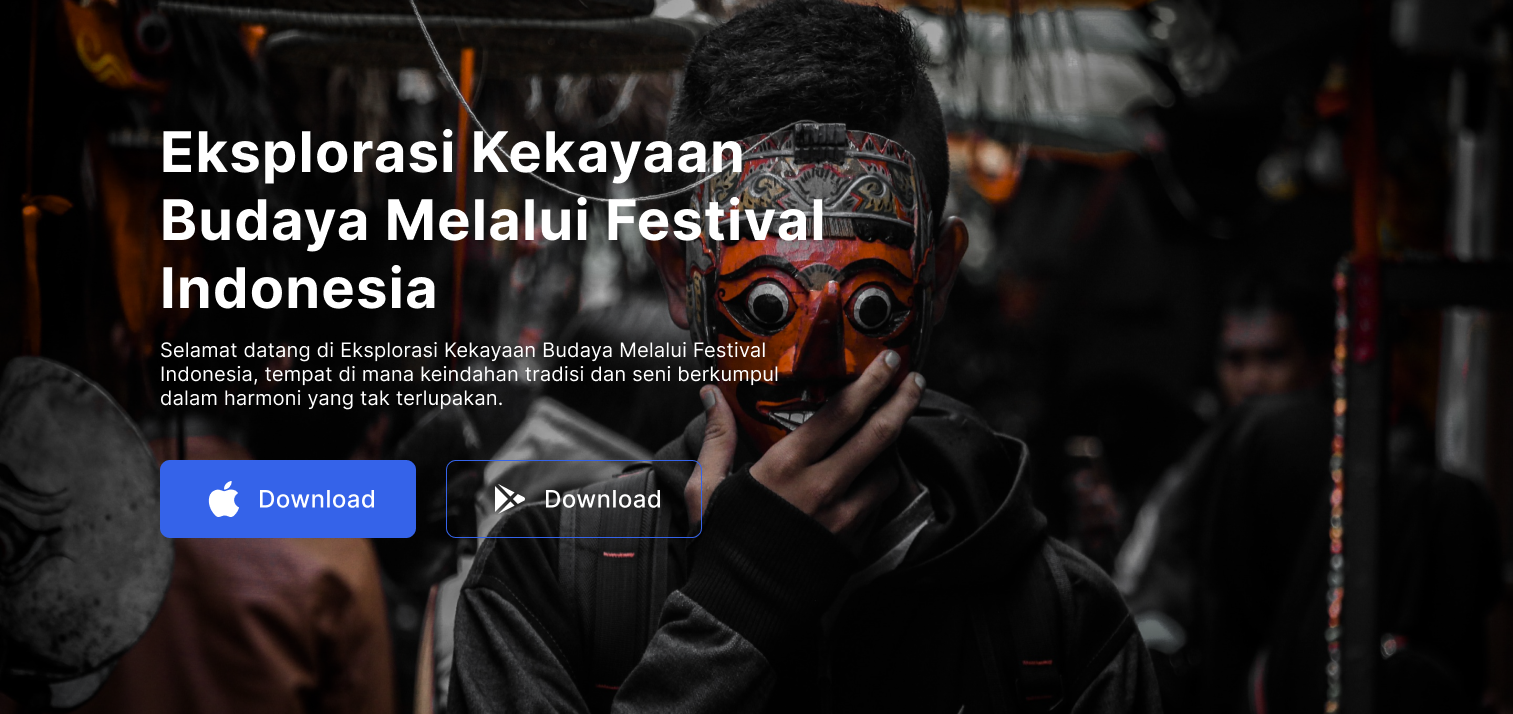 Eksplorasi Kekayaan
Budaya Melalui Festival
Indonesia
Selamat datang di Eksplorasi Kekayaan Budaya Melalui Festival
Indonesia, tempat di mana keindahan tradisi dan seni berkumpul
dalam harmoni yang tak terlupakan.
Download
Download